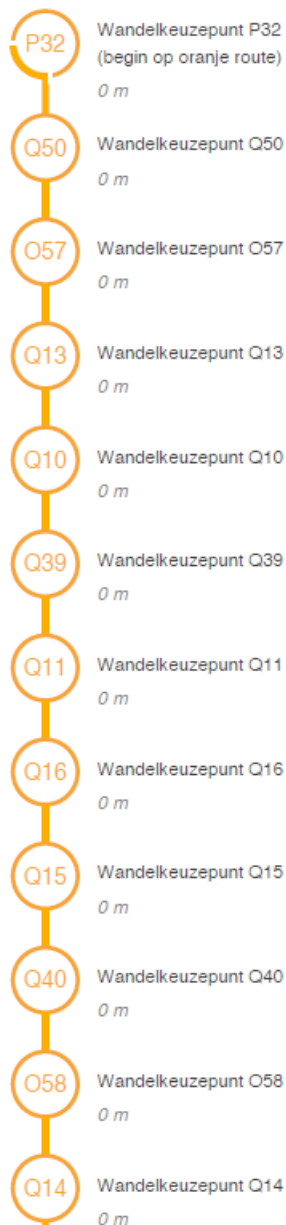 P32
Wandelkeuzepunt P32
(begin op oranje route)
0 m
Q50
Wandelkeuzepunt Q50
0 m
O57
Wandelkeuzepunt O57
0 m
Q13
Wandelkeuzepunt Q13
0 m
Q10
Wandelkeuzepunt Q10
0 m
Q39
Wandelkeuzepunt Q39
0 m
Q11
Wandelkeuzepunt Q11
0 m
Q16
Wandelkeuzepunt Q16
0 m
Q15
Wandelkeuzepunt Q15
0 m
Q40
Wandelkeuzepunt Q40
0 m
O58
Wandelkeuzepunt O58
0 m
Q14
Wandelkeuzepunt Q14
0 m